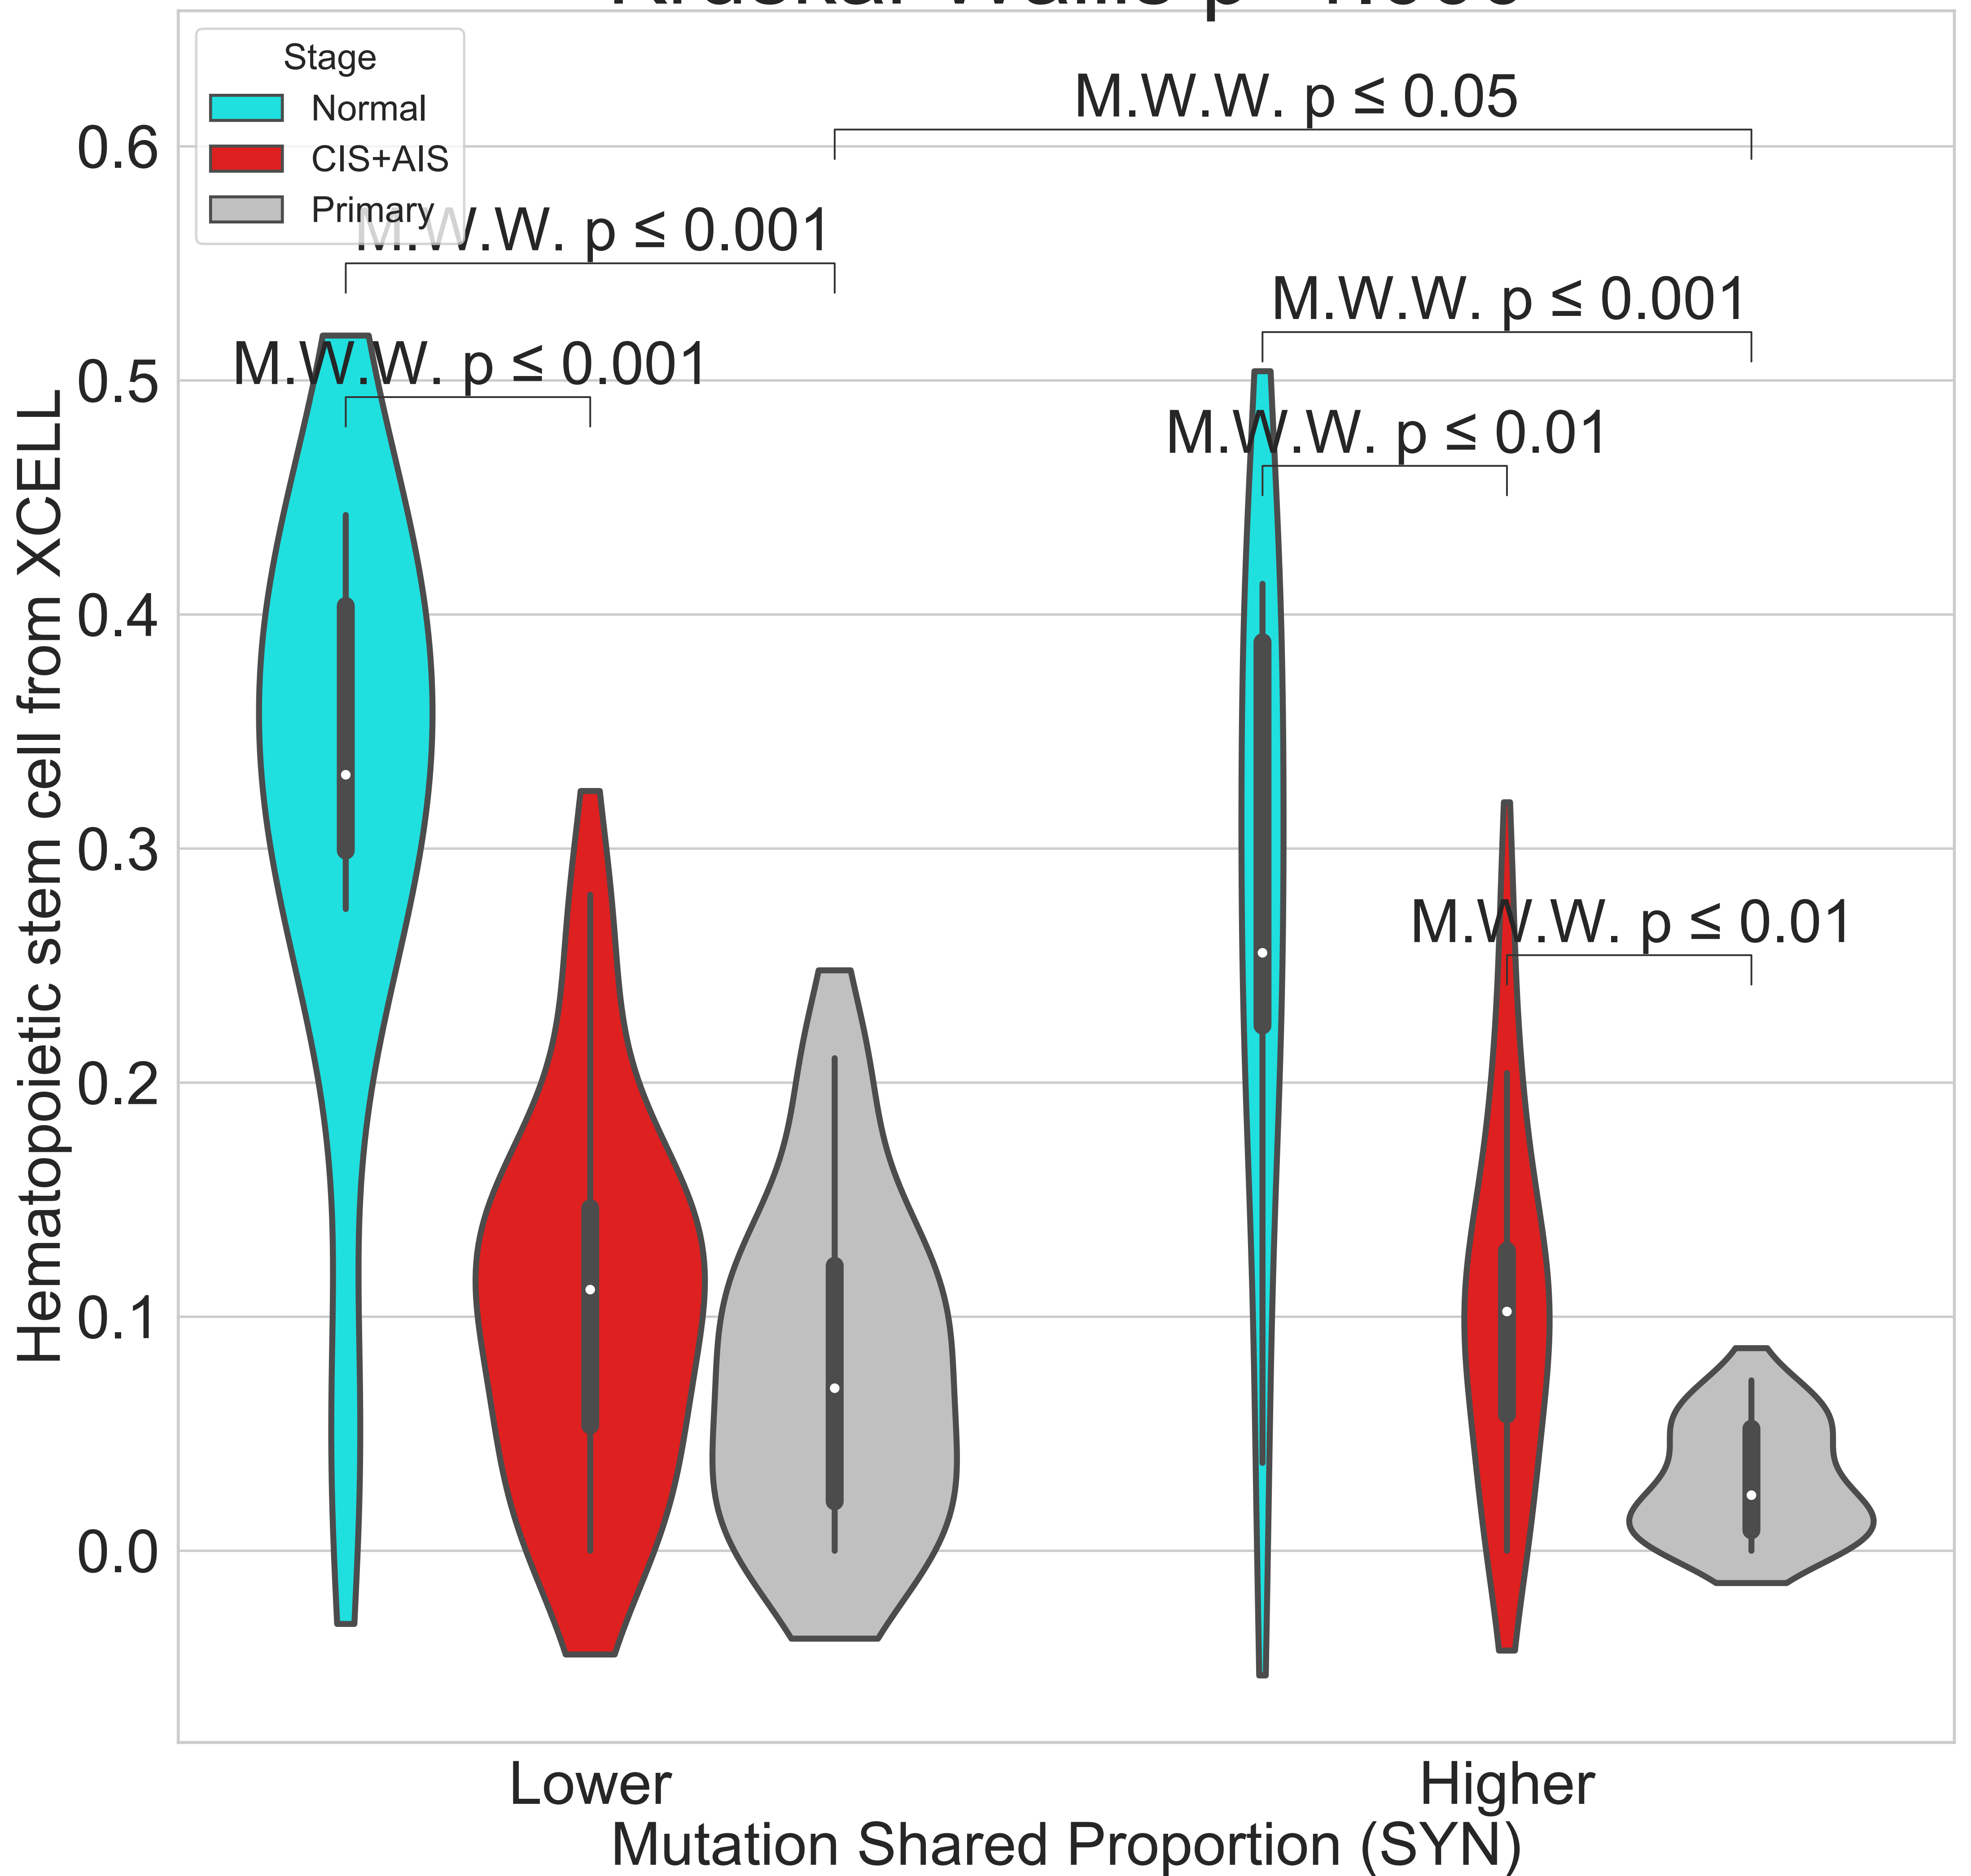 Stage
Normal
CIS+AIS
Primary
M.W.W. p ≤ 0.05
M.W.W. p ≤ 0.001
M.W.W. p ≤ 0.001
M.W.W. p ≤ 0.001
M.W.W. p ≤ 0.01
M.W.W. p ≤ 0.01
0.6
0.5
0.4
0.3
0.2
0.1
0.0
Hematopoietic stem cell from XCELL
Lower
Higher
Mutation Shared Proportion (SYN)